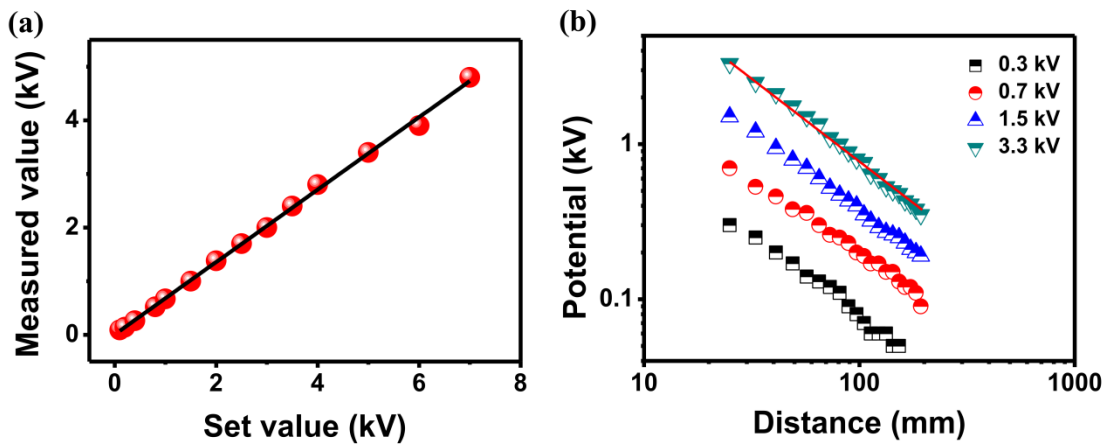 (a)
Measured value (kV)
4
2
0
0 2 4 6 8
Set value (kV)
(b)
Potential (kV)
1
0.1
10 100 1000
Distance (mm)
0.3 kV
0.7 kV
1.5 kV
3.3 kV